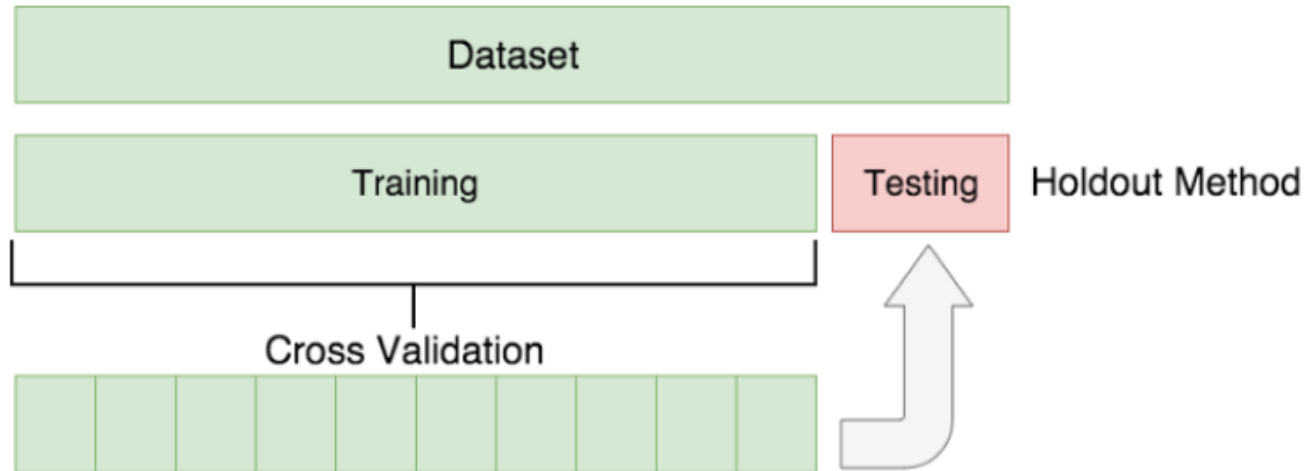 Dataset
Training
Testing
Holdout Method
Cross Validation